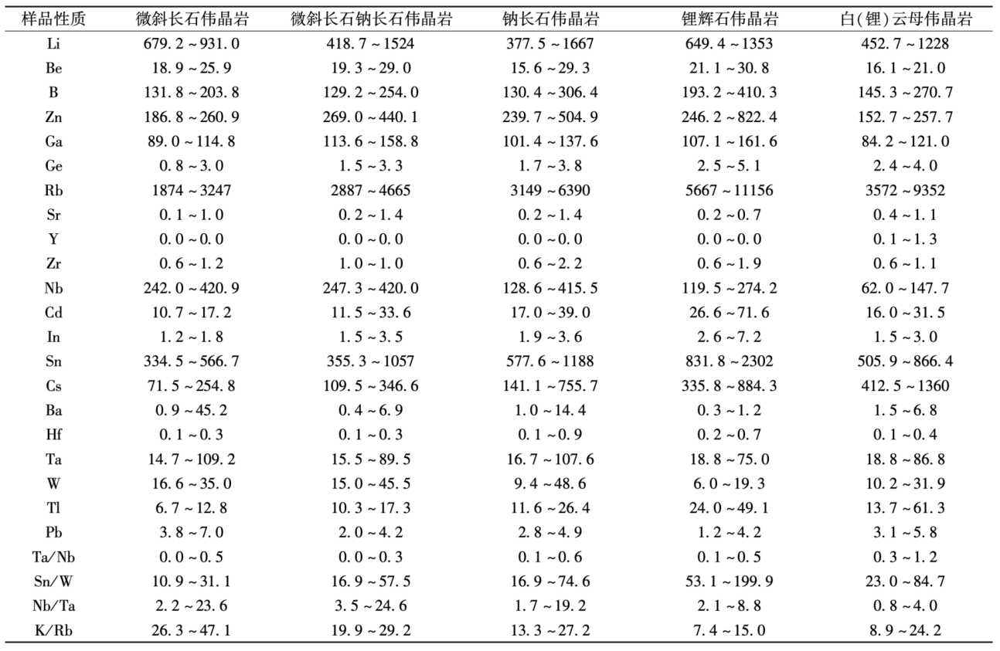 样品性质 微斜长石伟晶岩 微斜长石钠长石伟晶岩 钠长石伟晶岩 锂辉石伟晶岩 白(锂)云母伟晶岩
Li 679.2~931.0 418.7~1524 377.5~1667 649.4~1353 452.7~1228
Be 18.9~25.9 19.3~29.0 15.6~29.3 21.1~30.8 16.1~21.0
B 131.8~203.8 129.2~254.0 130.4~306.4 193.2~410.3 145.3~270.7
Zn 186.8~260.9 269.0~440.1 239.7~504.9 246.2~822.4 152.7~257.7
Ga 89.0~114.8 113.6~158.8 101.4~137.6 107.1~161.6 84.2~121.0
Ge 0.8~3.0 1.5~3.3 1.7~3.8 2.5~5.1 2.4~4.0
Rb 1874~3247 2887~4665 3149~6390 5667~11156 3572~9352
Sr 0.1~1.0 0.2~1.4 0.2~1.4 0.2~0.7 0.4~1.1
Y 0.0~0.0 0.0~0.0 0.0~0.0 0.0~0.0 0.1~1.3
Zr 0.6~1.2 1.0~1.0 0.6~2.2 0.6~1.9 0.6~1.1
Nb 242.0~420.9 247.3~420.0 128.6~415.5 119.5~274.2 62.0~147.7
Cd 10.7~17.2 11.5~33.6 17.0~39.0 26.6~71.6 16.0~31.5
In 1.2~1.8 1.5~3.5 1.9~3.6 2.6~7.2 1.5~3.0
Sn 334.5~566.7 355.3~1057 577.6~1188 831.8~2302 505.9~866.4
Cs 71.5~254.8 109.5~346.6 141.1~755.7 335.8~884.3 412.5~1360
Ba 0.9~45.2 0.4~6.9 1.0~14.4 0.3~1.2 1.5~6.8
Hf 0.1~0.3 0.1~0.3 0.1~0.9 0.2~0.7 0.1~0.4
Ta 14.7~109.2 15.5~89.5 16.7~107.6 18.8~75.0 18.8~86.8
W 16.6~35.0 15.0~45.5 9.4~48.6 6.0~19.3 10.2~31.9
Tl 6.7~12.8 10.3~17.3 11.6~26.4 24.0~49.1 13.7~61.3
Pb 3.8~7.0 2.0~4.2 2.8~4.9 1.2~4.2 3.1~5.8
Ta/Nb 0.0~0.5 0.0~0.3 0.1~0.6 0.1~0.5 0.3~1.2
Sn/W 10.9~31.1 16.9~57.5 16.9~74.6 53.1~199.9 23.0~84.7
Nb/Ta 2.2~23.6 3.5~24.6 1.7~19.2 2.1~8.8 0.8~4.0
K/Rb 26.3~47.1 19.9~29.2 13.3~27.2 7.4~15.0 8.9~24.2